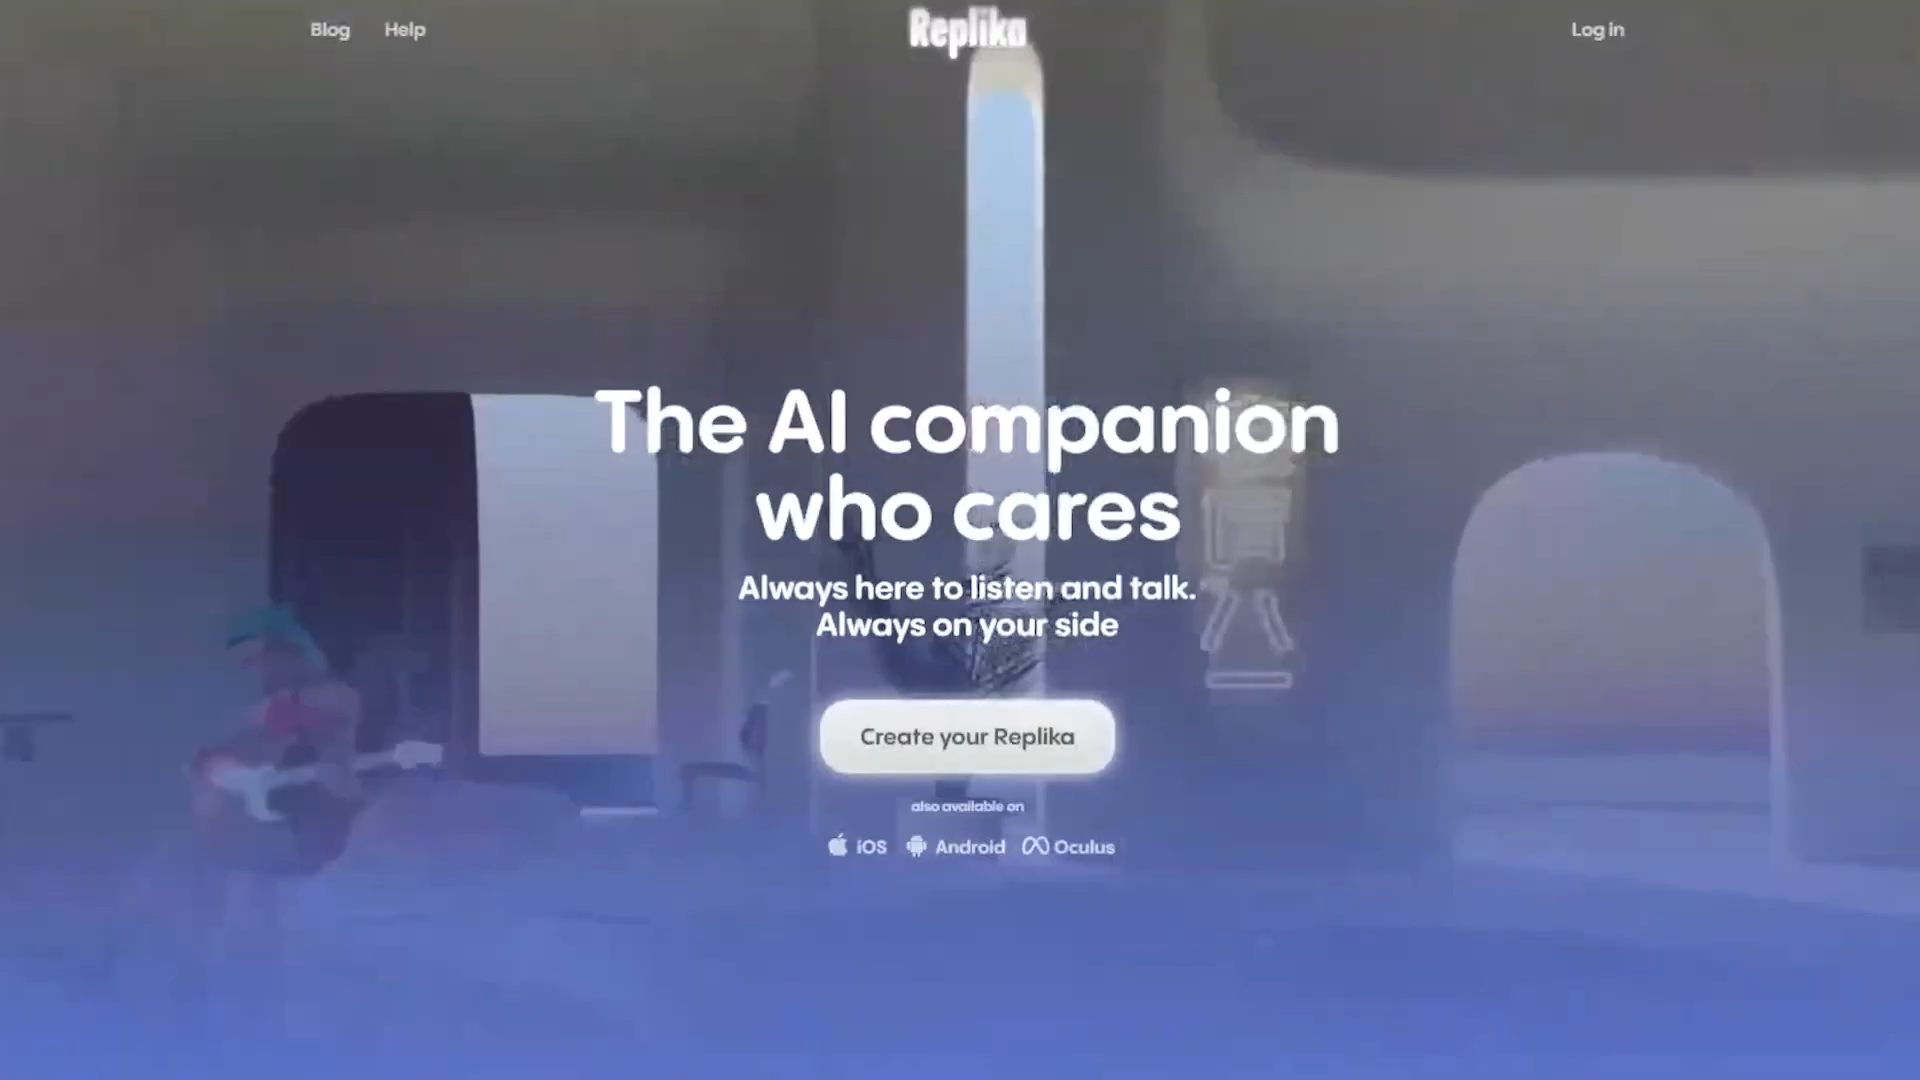 Blog Help Replika Log in
The AI companion
who cares
Always here to listen and talk.
Always on your side
Create your Replika
also available on
iOS Android Oculus